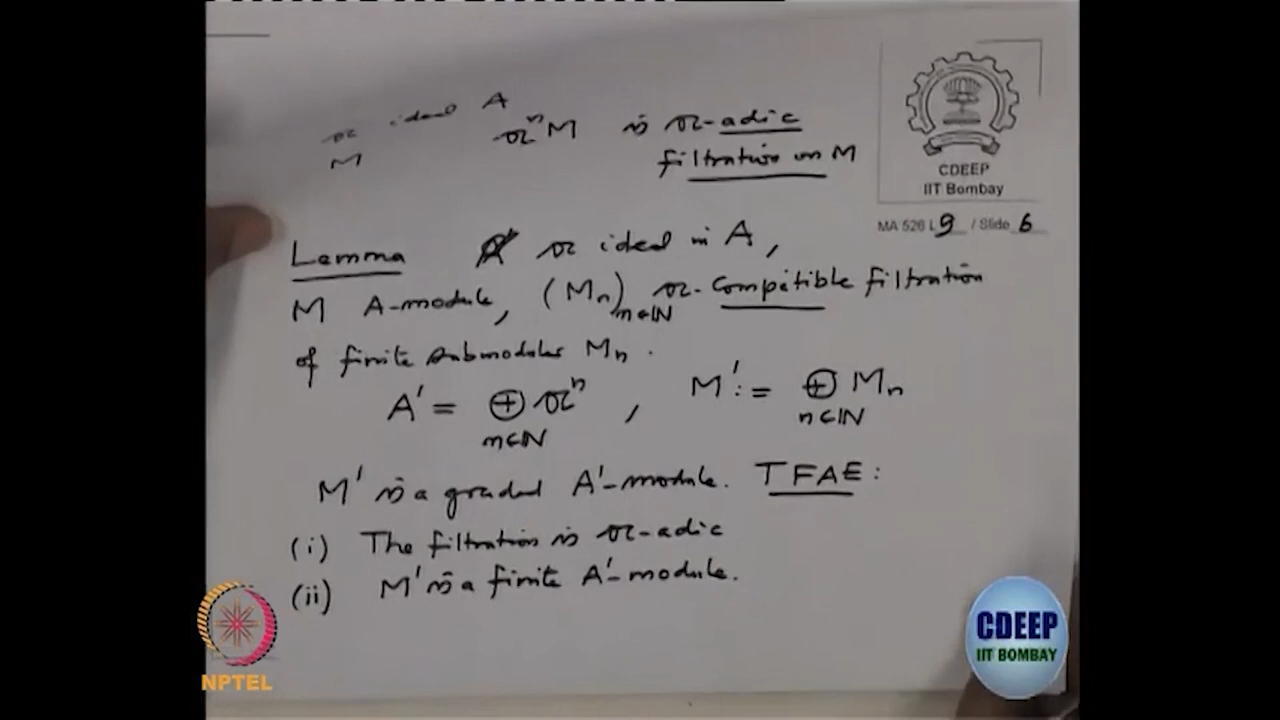 𝔞 ideal A
M 𝔞ⁿM is 𝔞-adic
filtration on M
CDEEP
IIT Bombay
MA 526 L 9 / Slide 6
Lemma 𝔞 ideal in A,
M A-module, (Mₙ)ₙ∈ℕ 𝔞-compatible filtration
of finite submodules Mₙ.
A' = ⊕ₙ∈ℕ 𝔞ⁿ, M' := ⊕ₙ∈ℕ Mₙ
M' is a graded A'-module. TFAE:
(i) The filtration is 𝔞-adic
(ii) M' is a finite A'-module.
NPTEL
CDEEP
IIT BOMBAY